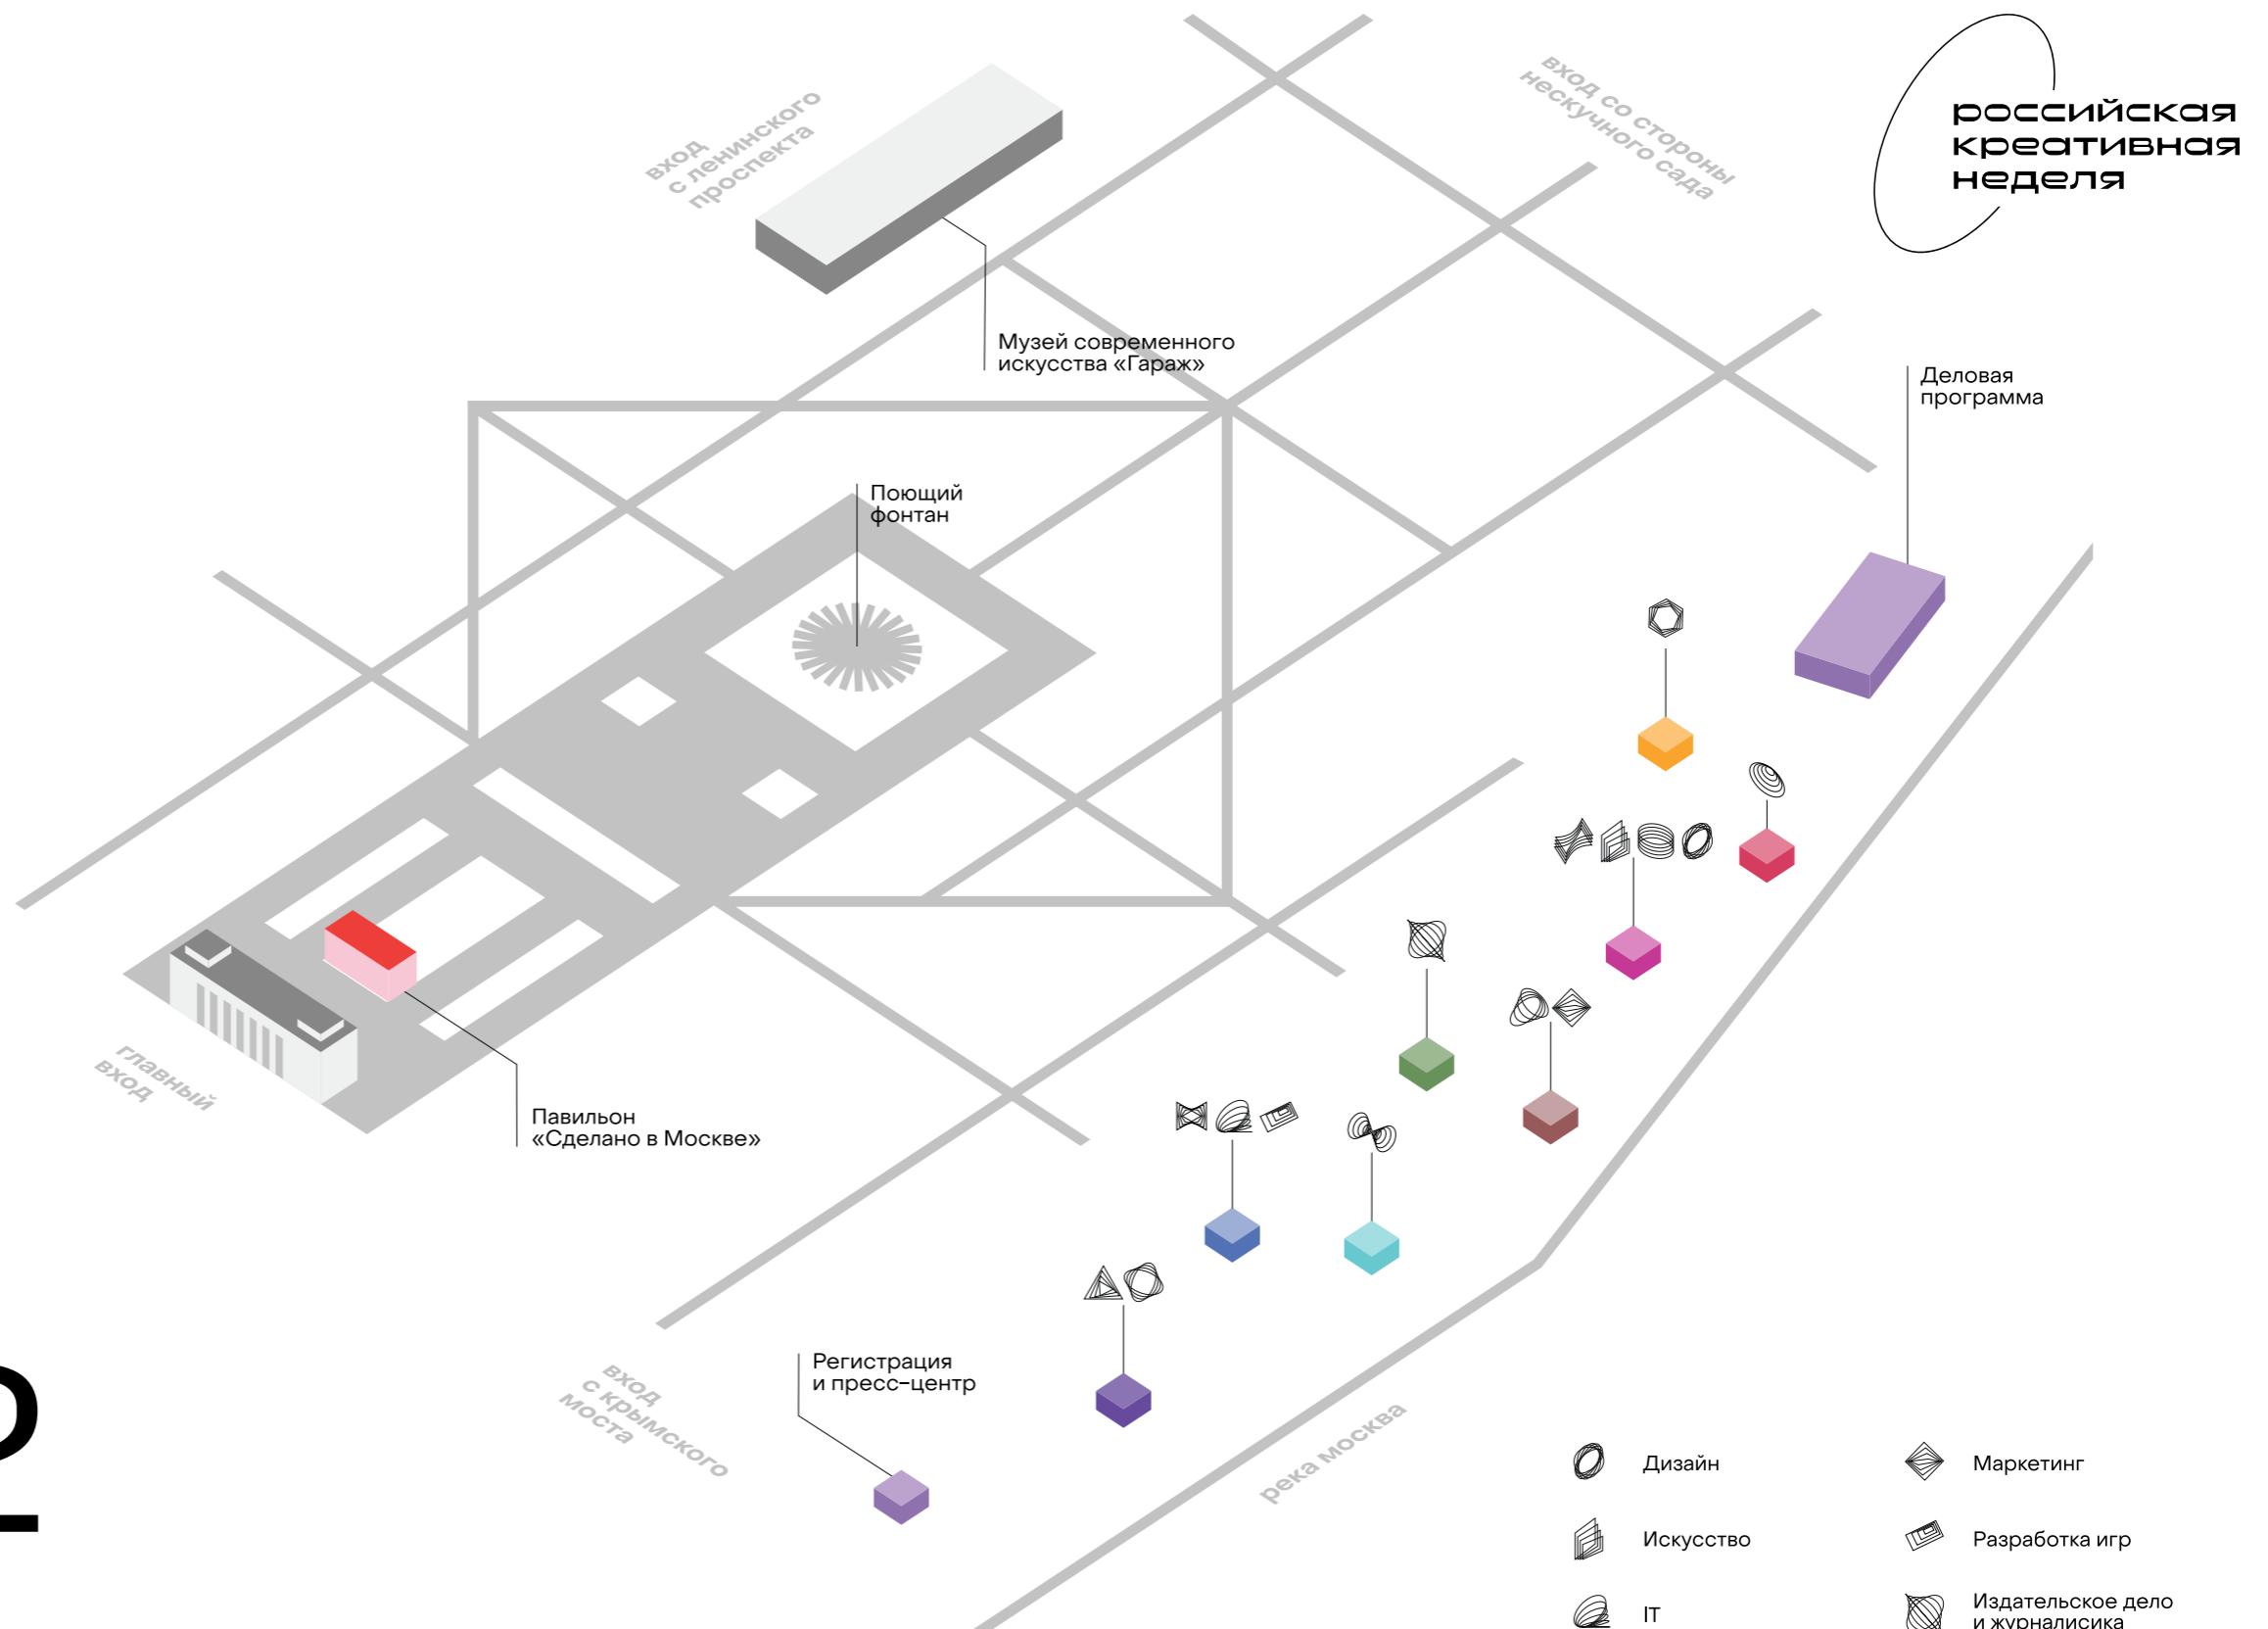 российская
креативная
неделя
вход со стороны
нескучного сада
вход
с ленинского
проспекта
Музей современного
искусства «Гараж»
Деловая
программа
Поющий
фонтан
главный
вход
Павильон
«Сделано в Москве»
Регистрация
и пресс-центр
вход
с крымского
моста
река москва
Дизайн
Маркетинг
Искусство
Разработка игр
IT
Издательское дело
и журналисика